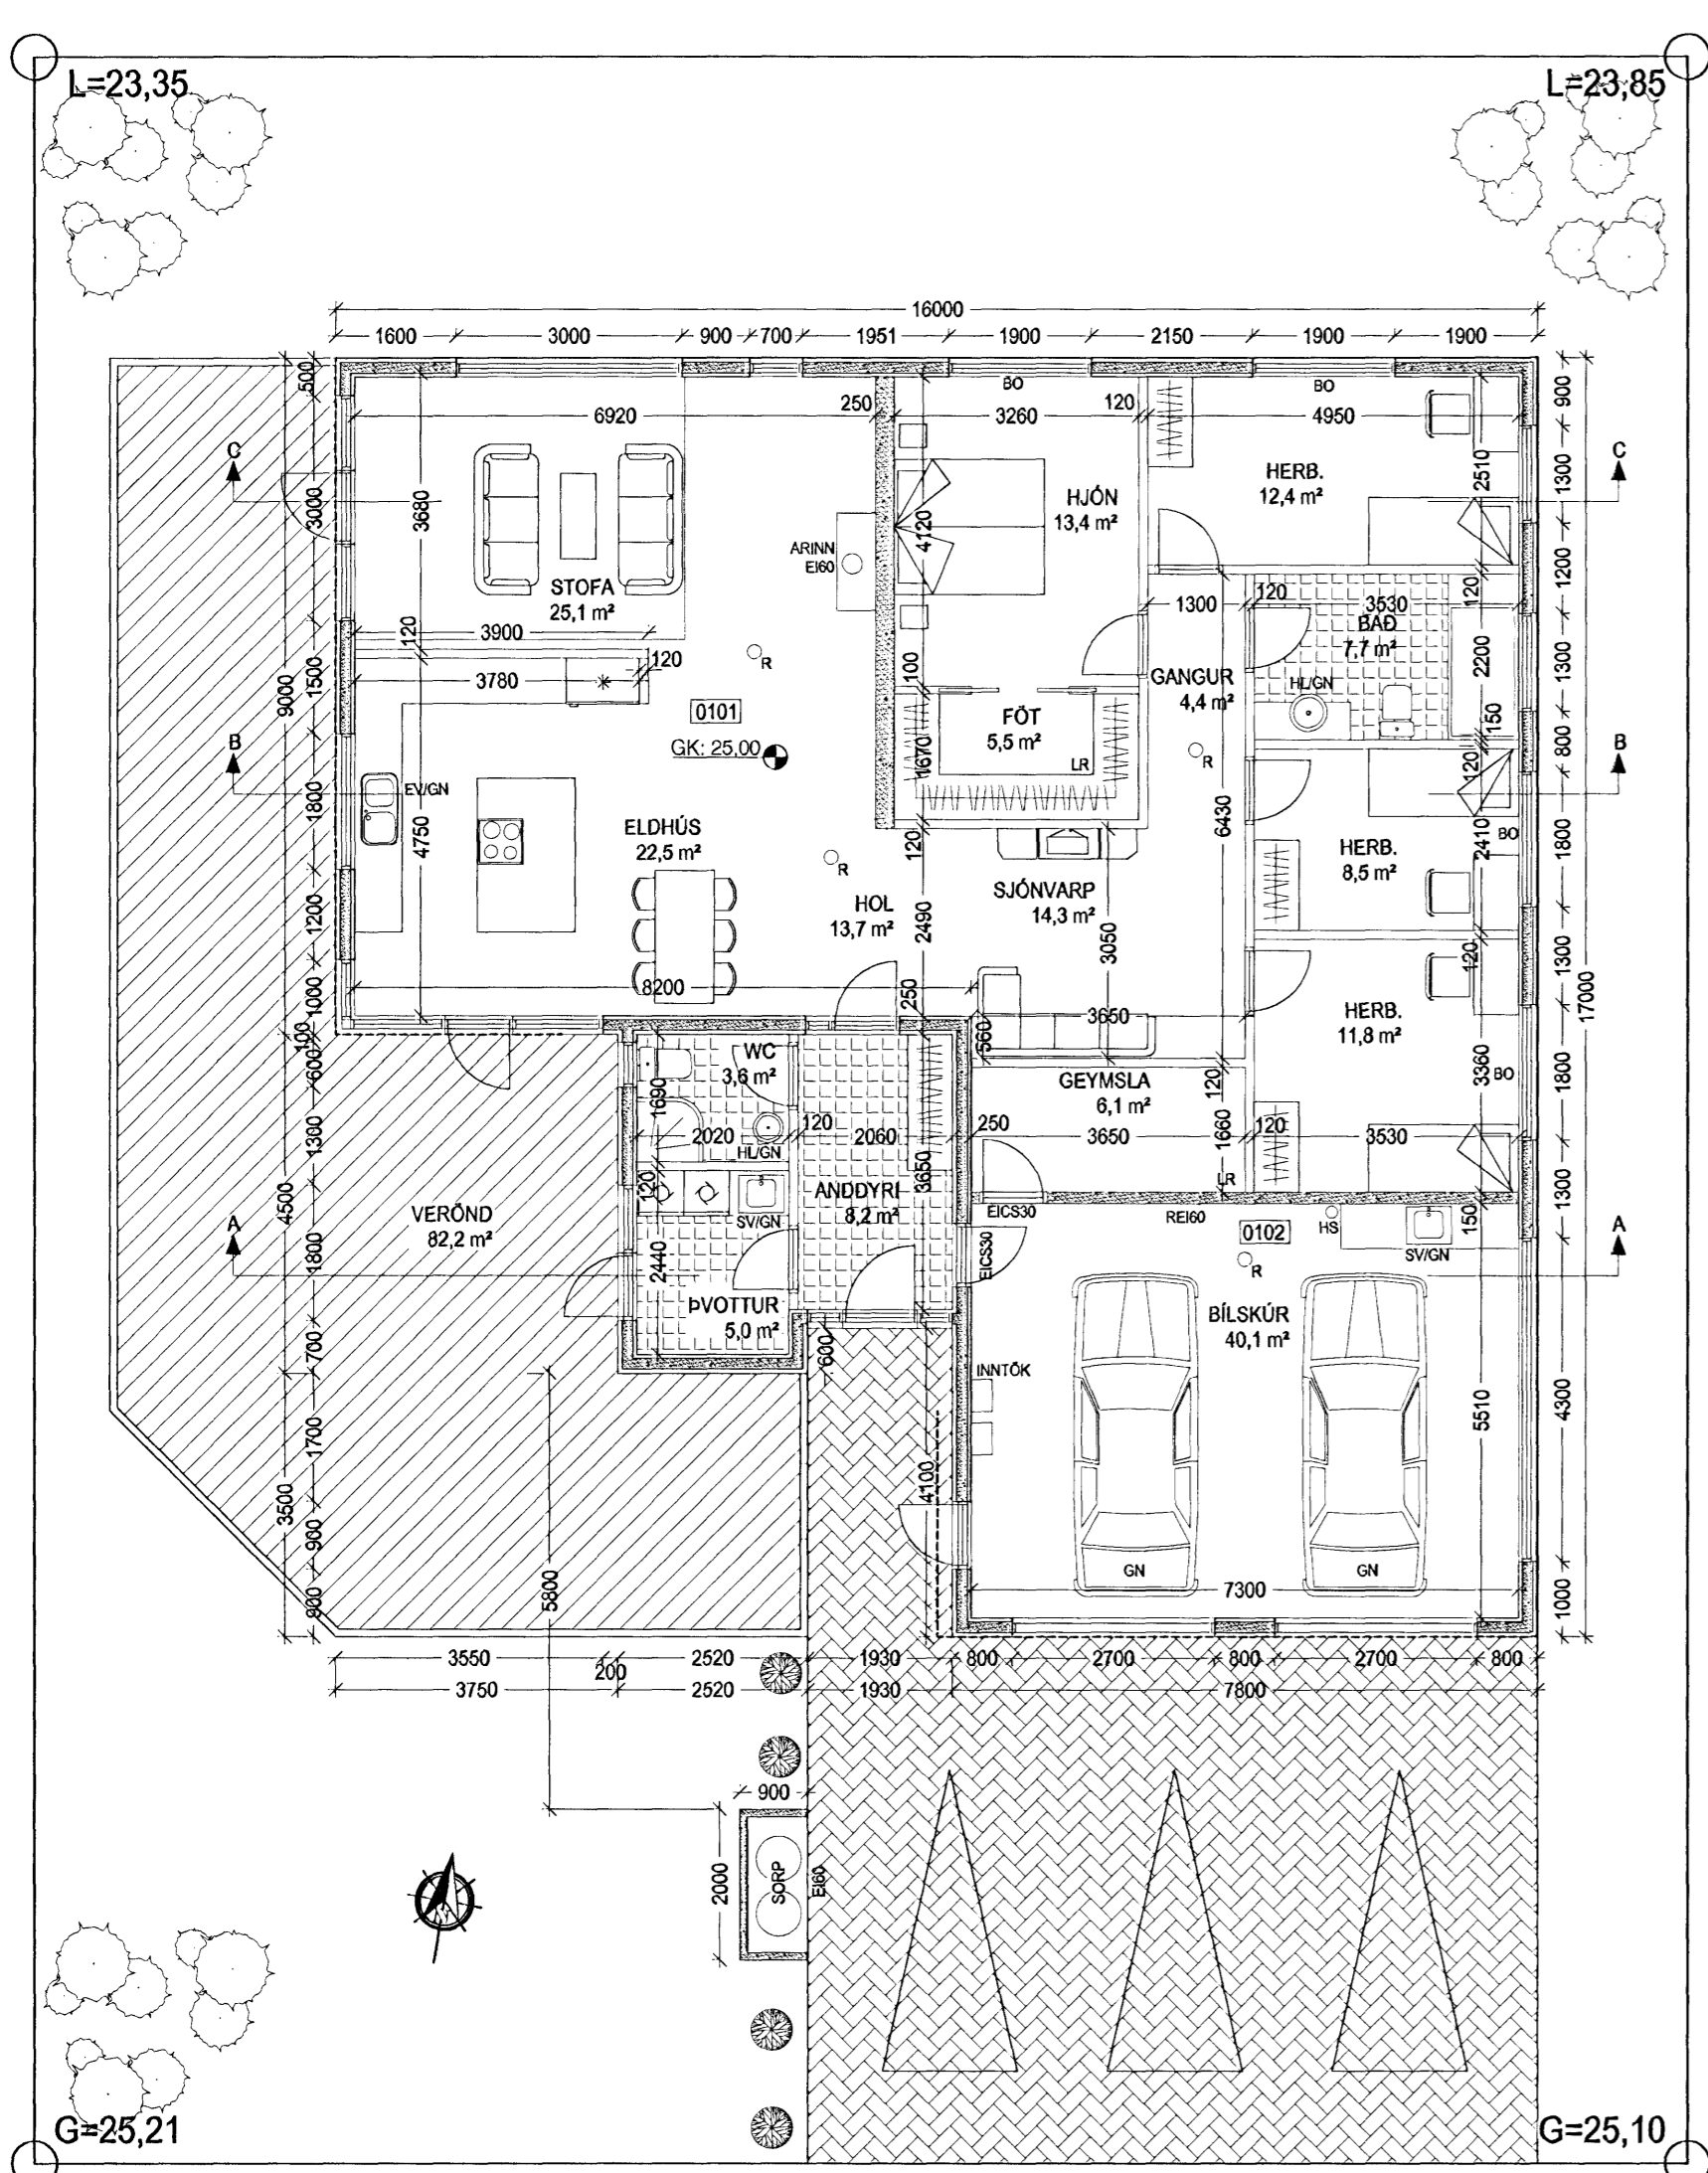 L=23,35
L=23,85
16000
1600 3000 900 700 1951 1900 2150 1900 1900
BO BO
6920 250 3260 120 4950
500
900
C C
3000
3680
4120
2510
1300
HERB.
12,4 m²
HJÓN
13,4 m²
ARINN
EI60
STOFA
25,1 m²
1200
120
3900
1300 120 3530
120
BAÐ
7,7 m²
120
3780
R
100
GANGUR
4,4 m²
2200
1300
9000
1500
HL/GN
0101
GK: 25,00
FÖT
5,5 m²
LR
1670
R
150
800
B B
120
EV/GN
1800
4750
ELDHÚS
22,5 m²
120
6430
HERB.
8,5 m²
2410
BO
1800
R
HOL
13,7 m²
SJÓNVARP
14,3 m²
1200
2490
3050
120
1300
17000
8200
250
1000
3650
560
HERB.
11,8 m²
100
600
WC
3,6 m²
GEYMSLA
6,1 m²
120
3360
BO
1800
1690
2020 120 2060 250 3650 120 3530
HL/GN
1660
1300
4500
120
3650
ANDDYRI
8,2 m²
LR
1300
VERÖND
82,2 m²
SV/GN
EICS30
EICS30
REI60
0102
HS
150
SV/GN
R
A A
1800
2440
ÞVOTTUR
5,0 m²
BÍLSKÚR
40,1 m²
700
600
INNTÖK
4300
5510
1700
4100
3500
900
GN GN
900
5800
7300
1000
3550 200 2520 1930 800 2700 800 2700 800
3750 2520 1930 7800
900
2000
SORP
EI60
G=25,21
G=25,10